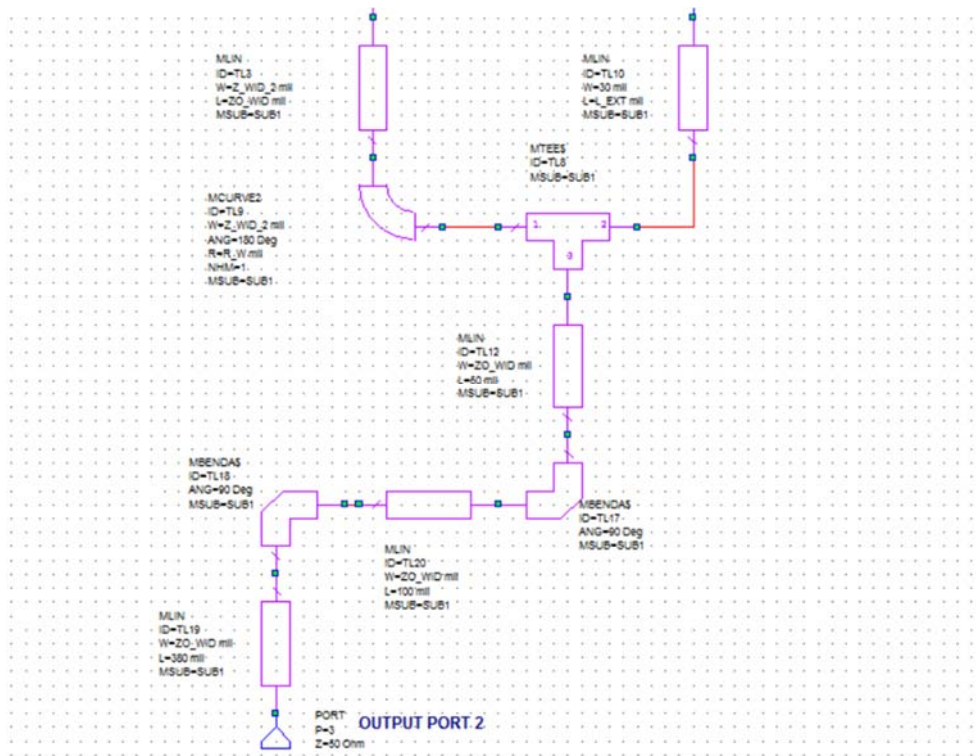 MLIN
ID=TL3
W=Z_WID_2 mil
L=ZO_WID mil
MSUB=SUB1
MLIN
ID=TL10
W=30 mil
L=L_EXT mil
MSUB=SUB1
MTEE$
ID=TL8
MSUB=SUB1
1
2
3
MCURVE2
ID=TL9
W=Z_WID_2 mil
ANG=180 Deg
R=R_W mil
NHM=1
MSUB=SUB1
MLIN
ID=TL12
W=ZO_WID mil
L=60 mil
MSUB=SUB1
MBENDA$
ID=TL18
ANG=90 Deg
MSUB=SUB1
MBENDA$
ID=TL17
ANG=90 Deg
MSUB=SUB1
MLIN
ID=TL20
W=ZO_WID mil
L=100 mil
MSUB=SUB1
MLIN
ID=TL19
W=ZO_WID mil
L=380 mil
MSUB=SUB1
PORT
P=3
Z=50 Ohm
OUTPUT PORT 2